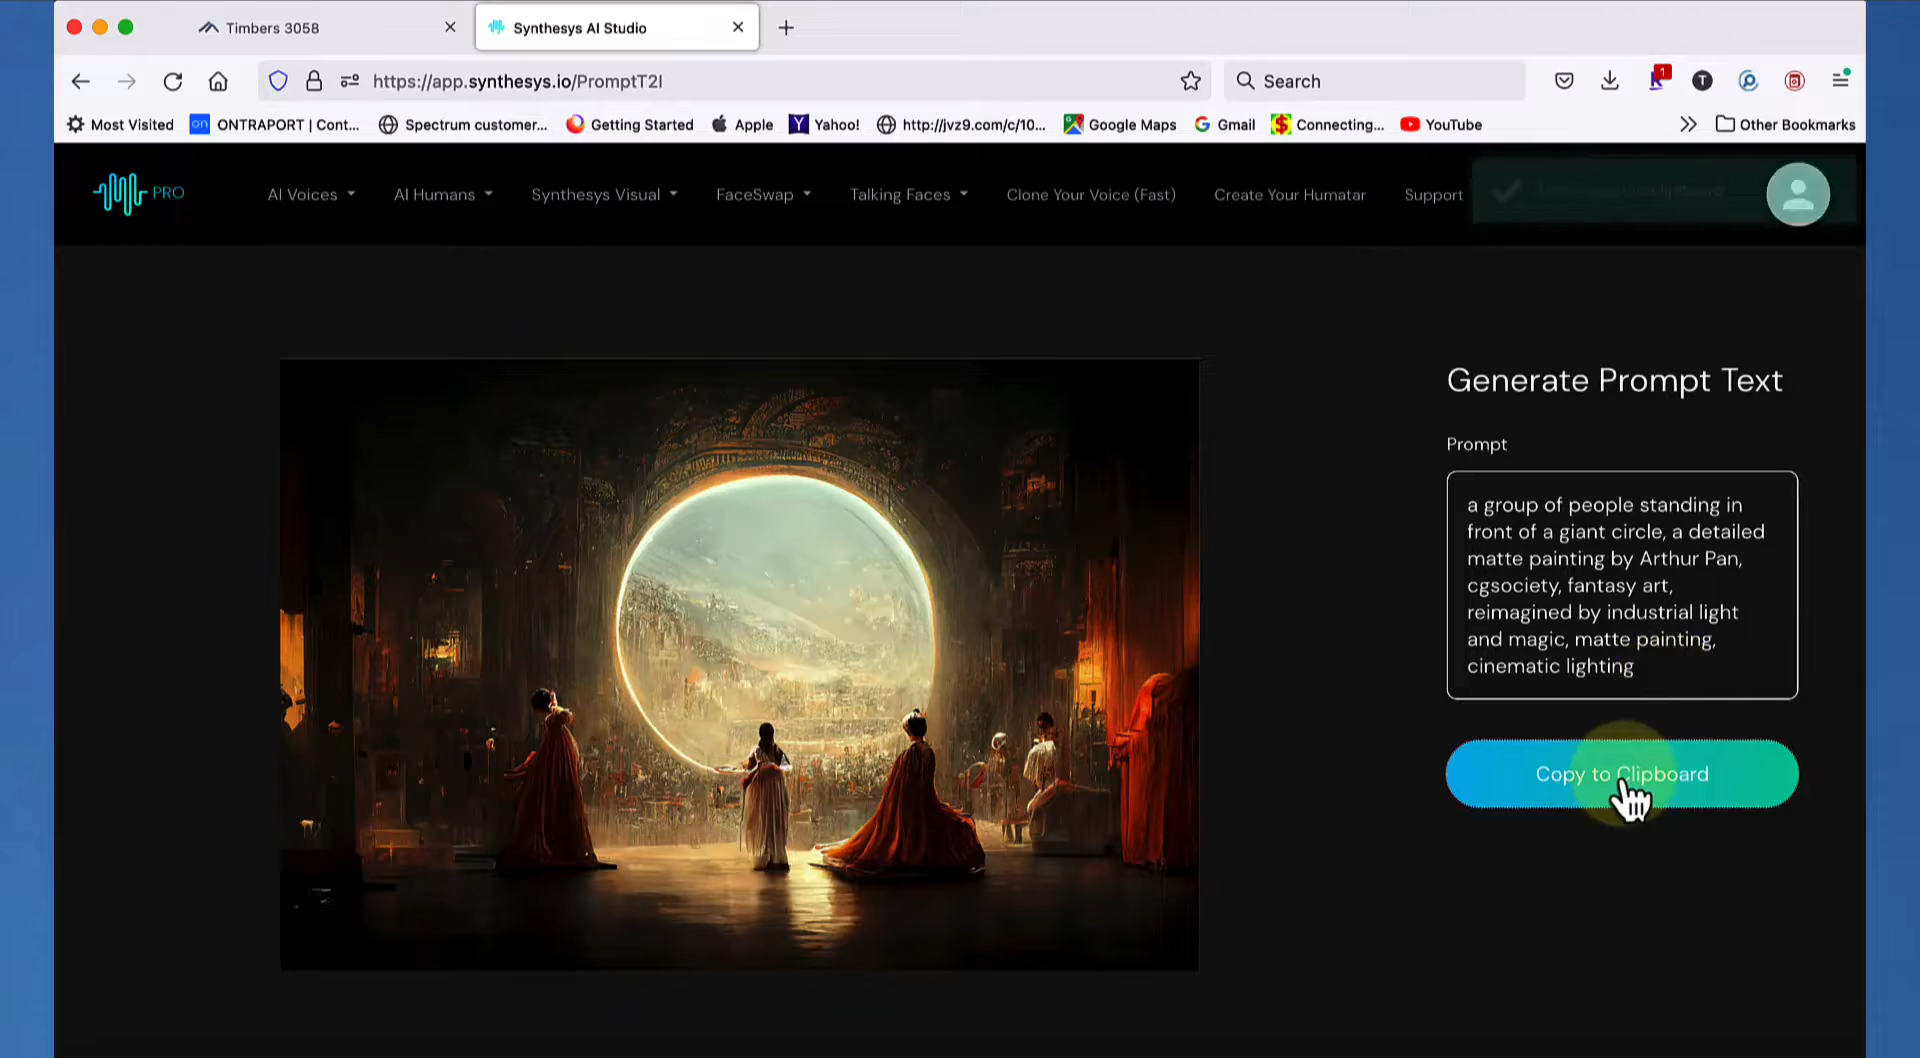 Timbers 3058
Synthesys AI Studio
https://app.synthesys.io/PromptT2I
Search
1
T
Most Visited
on
ONTRAPORT | Cont...
Spectrum customer...
Getting Started
Apple
Y
Yahoo!
http://jvz9.com/c/10...
Google Maps
Gmail
Connecting...
YouTube
Other Bookmarks
PRO
AI Voices
AI Humans
Synthesys Visual
FaceSwap
Talking Faces
Clone Your Voice (Fast)
Create Your Humatar
Support
Generate Prompt Text
Prompt
a group of people standing in
front of a giant circle, a detailed
matte painting by Arthur Pan,
cgsociety, fantasy art,
reimagined by industrial light
and magic, matte painting,
cinematic lighting
Copy to Clipboard